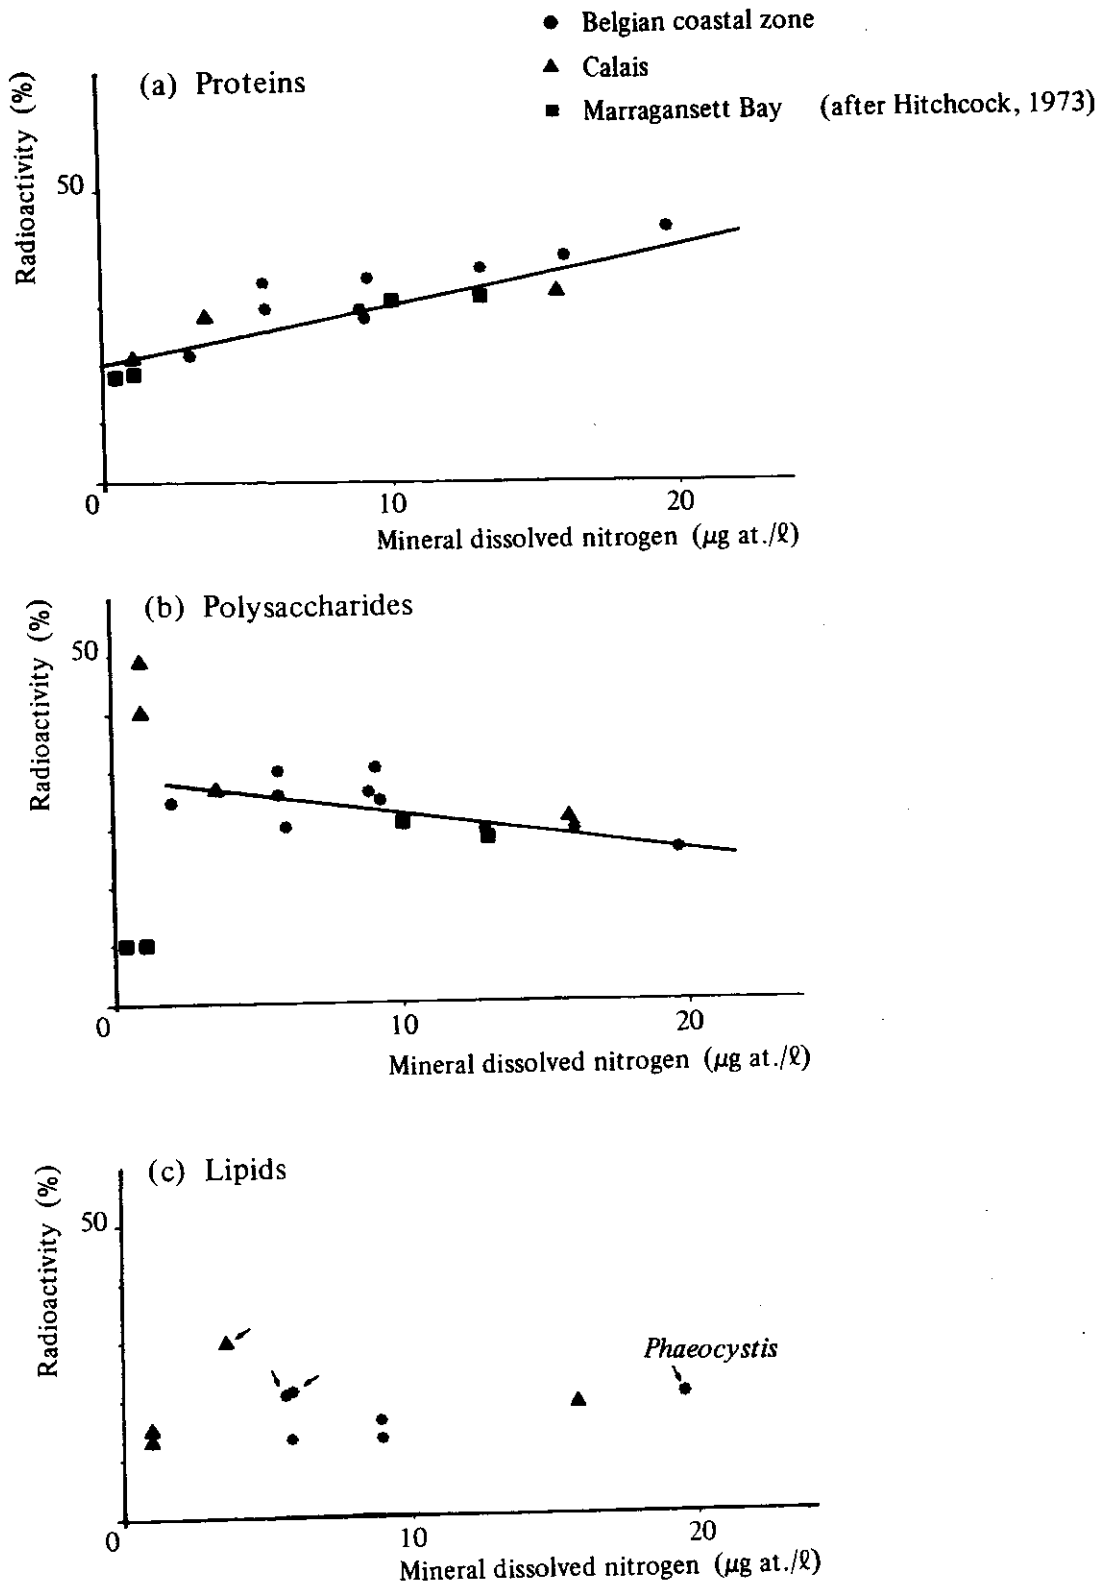 Belgian coastal zone
Calais
Marragansett Bay (after Hitchcock, 1973)
(a) Proteins
Radioactivity (%)
50
0
10
20
Mineral dissolved nitrogen (μg at./ℓ)
(b) Polysaccharides
Radioactivity (%)
50
0
10
20
Mineral dissolved nitrogen (μg at./ℓ)
(c) Lipids
Radioactivity (%)
50
Phaeocystis
0
10
20
Mineral dissolved nitrogen (μg at./ℓ)